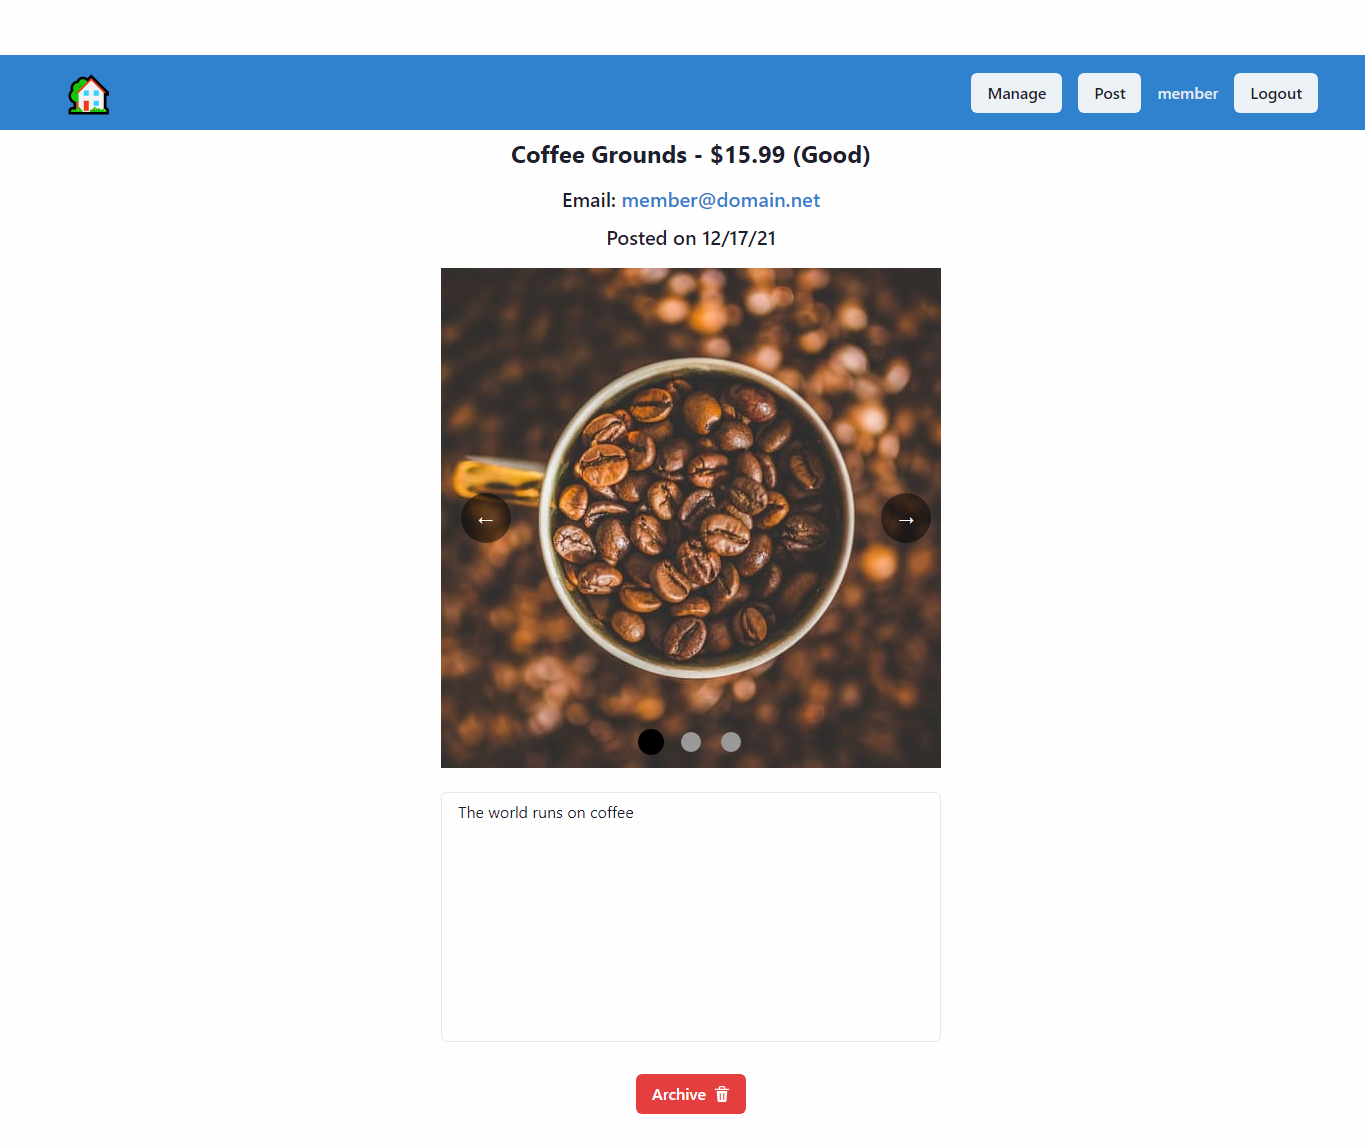 Manage Post member Logout
Coffee Grounds - $15.99 (Good)
Email: member@domain.net
Posted on 12/17/21
← →
The world runs on coffee
Archive